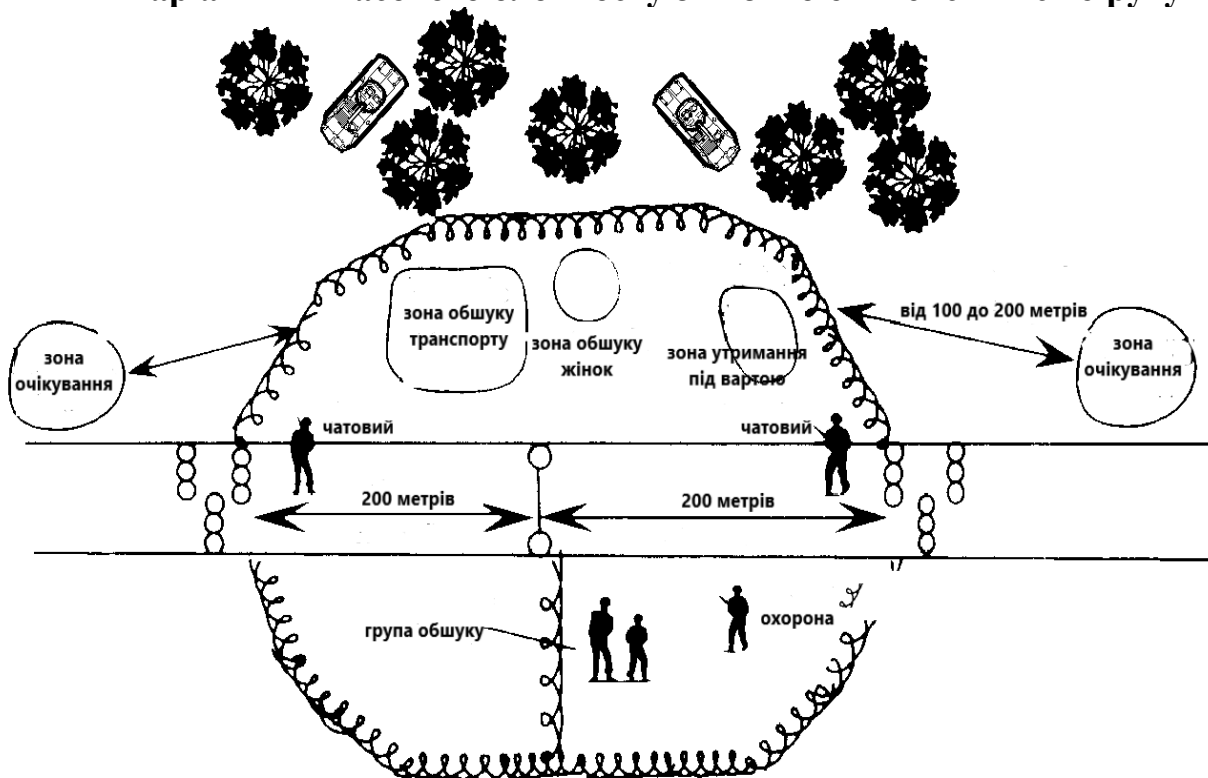 зона обшуку
транспорту
зона обшуку
жінок
зона утримання
під вартою
від 100 до 200 метрів
зона
очікування
зона
очікування
чатовий
чатовий
200 метрів
200 метрів
група обшуку
охорона